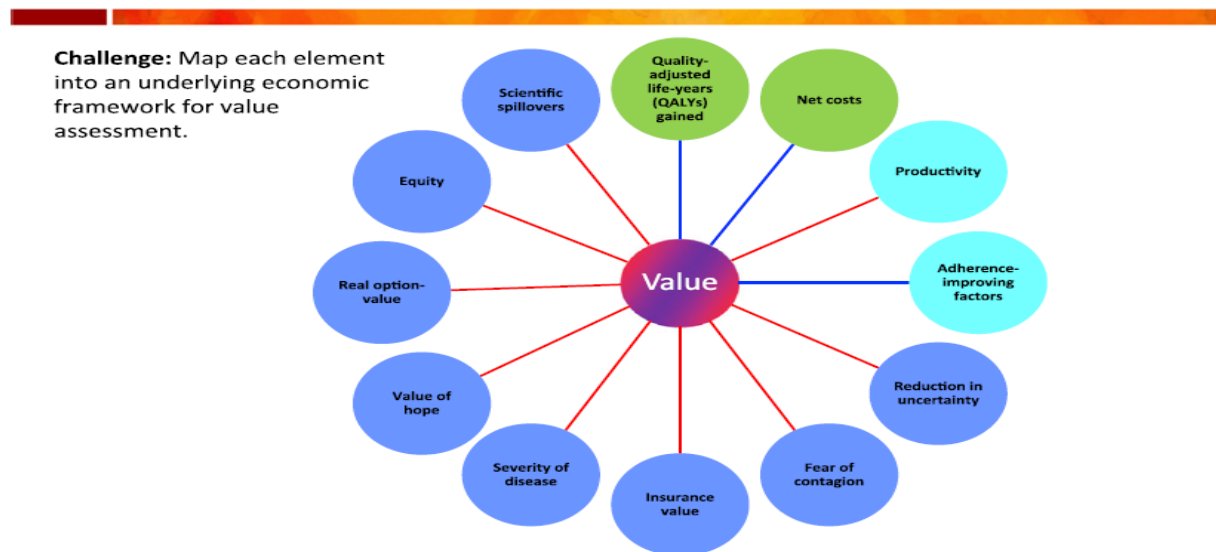 Challenge: Map each element
into an underlying economic
framework for value
assessment.
Quality-
adjusted
life-years
(QALYs)
gained
Net costs
Productivity
Adherence-
improving
factors
Reduction in
uncertainty
Fear of
contagion
Insurance
value
Severity of
disease
Value of
hope
Real option-
value
Equity
Scientific
spillovers
Value